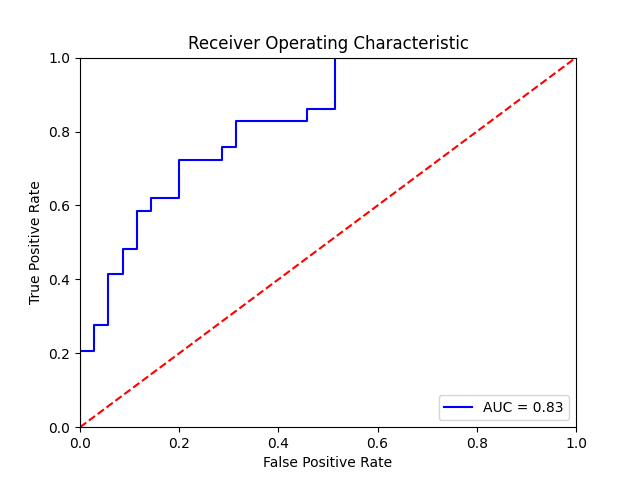 Receiver Operating Characteristic
1.0
0.8
0.6
0.4
0.2
0.0
True Positive Rate
AUC = 0.83
0.0 0.2 0.4 0.6 0.8 1.0
False Positive Rate